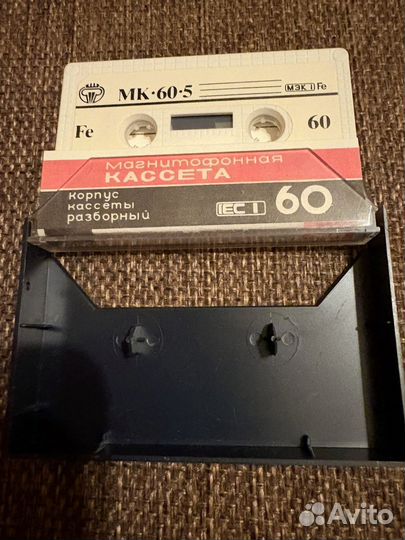 МК·60·5
МЭК I Fe
Fe
60
Магнитофонная
КАССЕТА
Корпус
кассеты
разборный
IEC I
60
Avito